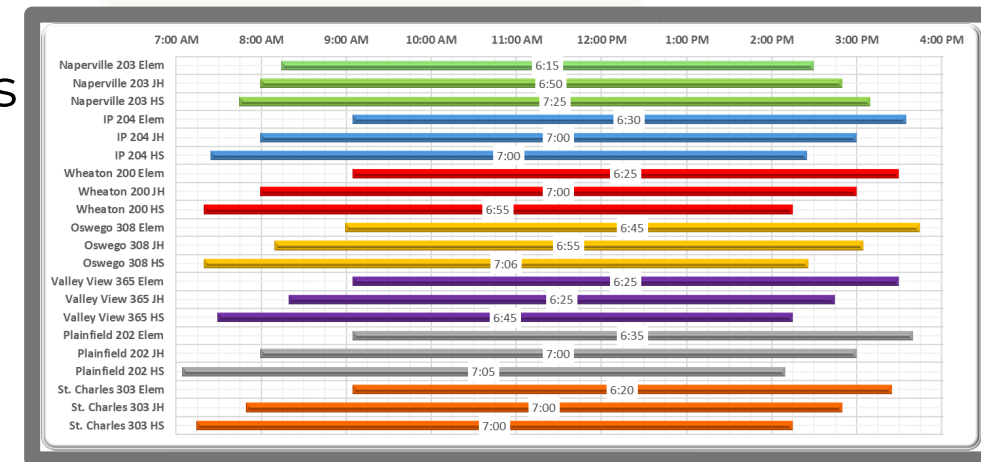 7:00 AM 8:00 AM 9:00 AM 10:00 AM 11:00 AM 12:00 PM 1:00 PM 2:00 PM 3:00 PM 4:00 PM
Naperville 203 Elem 6:15
s
Naperville 203 JH 6:50
Naperville 203 HS 7:25
IP 204 Elem 6:30
IP 204 JH 7:00
IP 204 HS 7:00
Wheaton 200 Elem 6:25
Wheaton 200 JH 7:00
Wheaton 200 HS 6:55
Oswego 308 Elem 6:45
Oswego 308 JH 6:55
Oswego 308 HS 7:06
Valley View 365 Elem 6:25
Valley View 365 JH 6:25
Valley View 365 HS 6:45
Plainfield 202 Elem 6:35
Plainfield 202 JH 7:00
Plainfield 202 HS 7:05
St. Charles 303 Elem 6:20
St. Charles 303 JH 7:00
St. Charles 303 HS 7:00